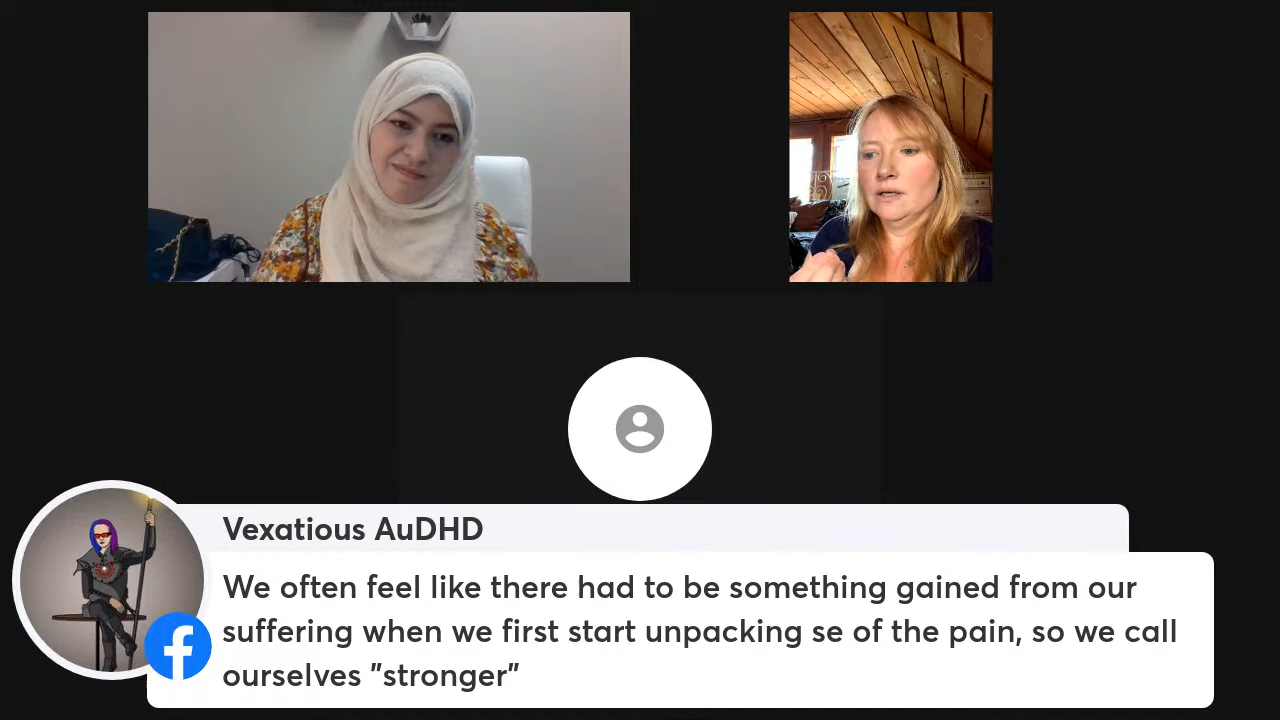 Vexatious AuDHD
We often feel like there had to be something gained from our
suffering when we first start unpacking se of the pain, so we call
ourselves "stronger"